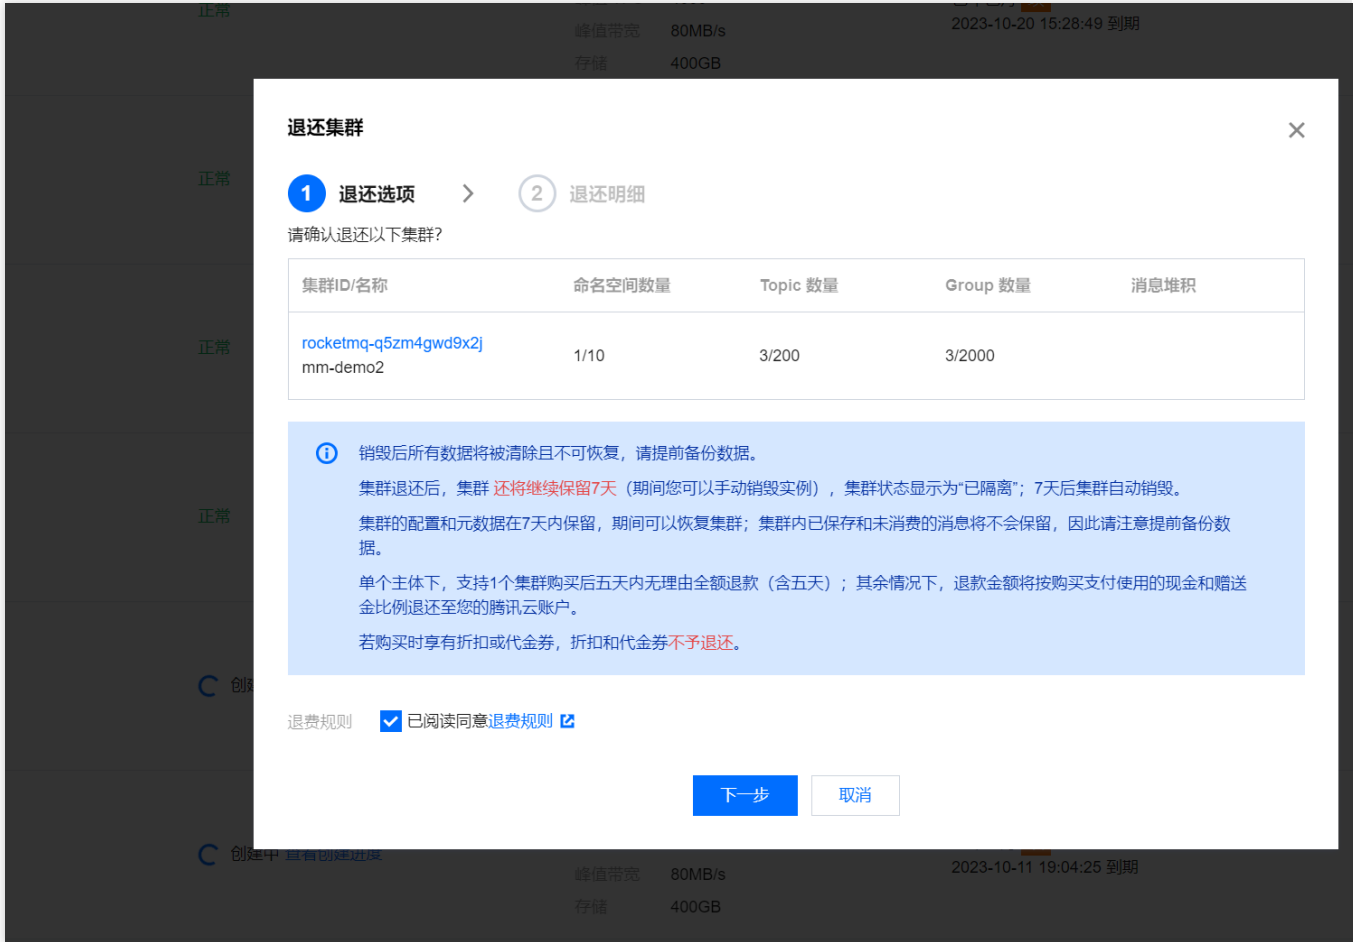 正常
峰值带宽 80MB/s
2023-10-20 15:28:49 到期
存储 400GB
退还集群
1 退还选项 > 2 退还明细
正常
请确认退还以下集群?
集群ID/名称 命名空间数量 Topic 数量 Group 数量 消息堆积
正常
rocketmq-q5zm4gwd9x2j
mm-demo2
1/10 3/200 3/2000
销毁后所有数据将被清除且不可恢复，请提前备份数据。
集群退还后，集群 还将继续保留7天（期间您可以手动销毁实例），集群状态显示为“已隔离”；7天后集群自动销毁。
正常
集群的配置和元数据在7天内保留，期间可以恢复集群；集群内已保存和未消费的消息将不会保留，因此请注意提前备份数
据。
单个主体下，支持1个集群购买后五天内无理由全额退款（含五天）；其余情况下，退款金额将按购买支付使用的现金和赠送
金比例退还至您的腾讯云账户。
若购买时享有折扣或代金券，折扣和代金券不予退还。
创建
退费规则 已阅读同意退费规则
下一步 取消
创建中 查看创建进度
2023-10-11 19:04:25 到期
峰值带宽 80MB/s
存储 400GB